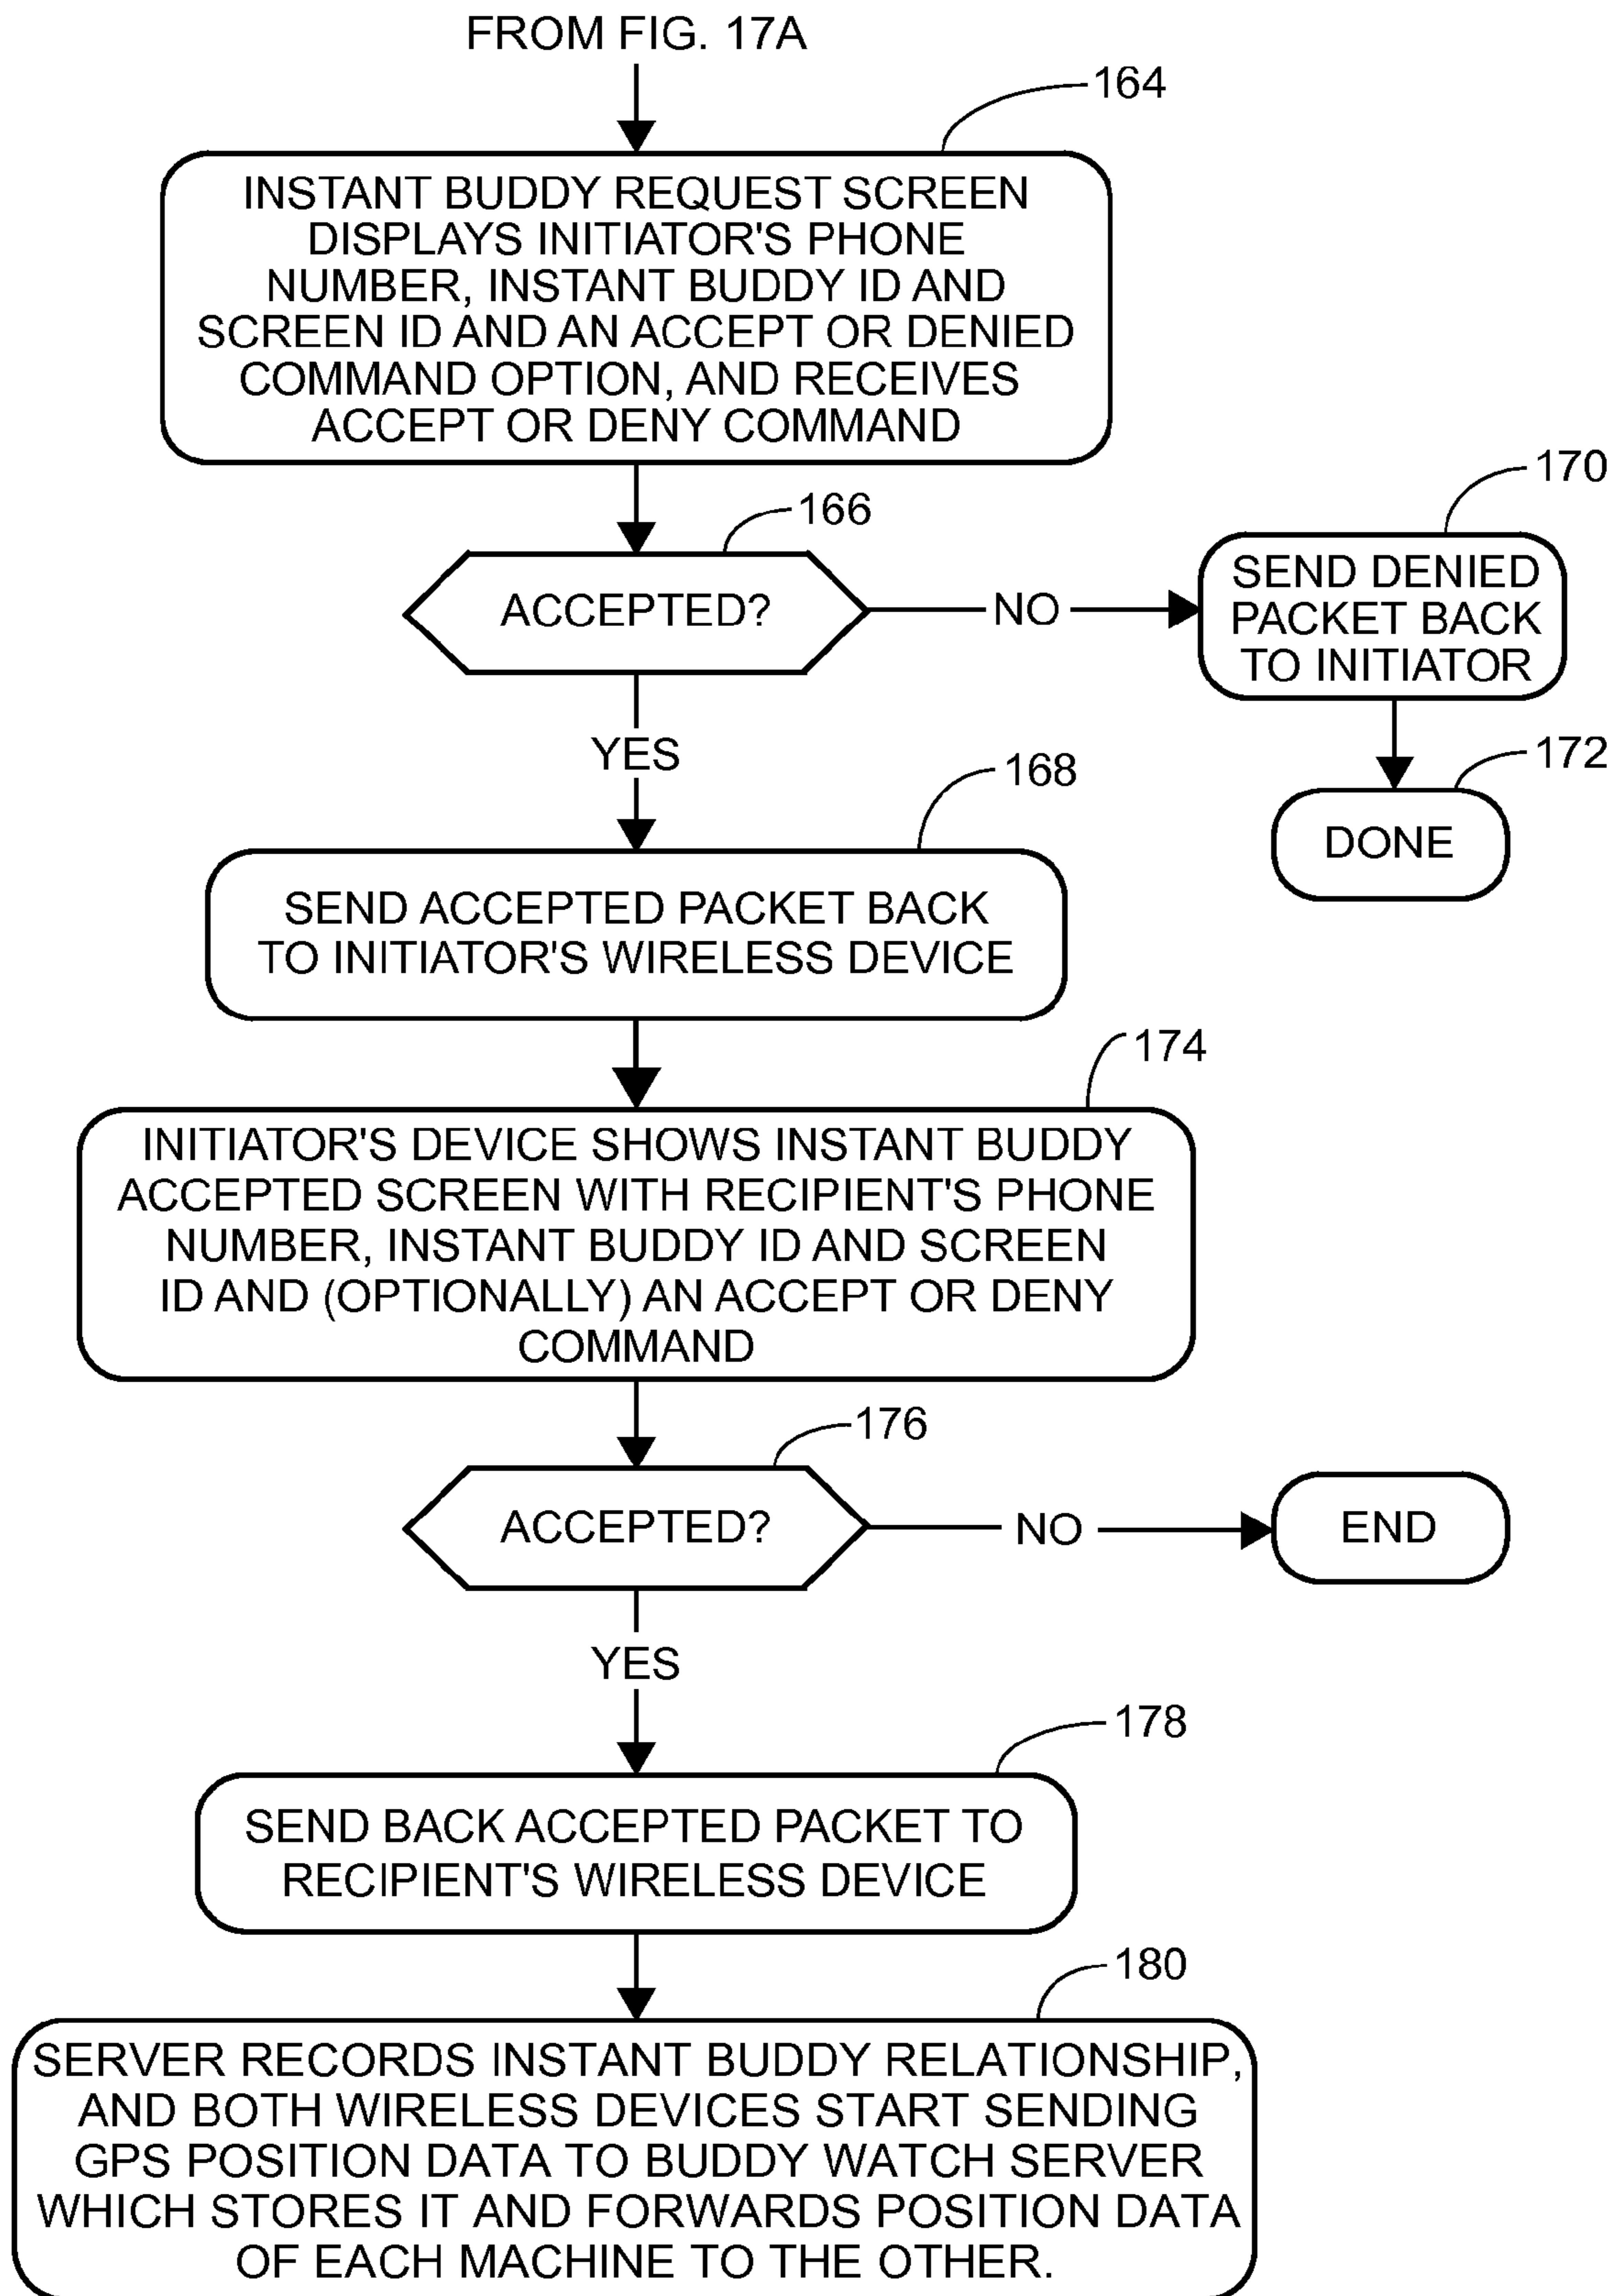 FROM FIG. 17A
164
INSTANT BUDDY REQUEST SCREEN
DISPLAYS INITIATOR'S PHONE
NUMBER, INSTANT BUDDY ID AND
SCREEN ID AND AN ACCEPT OR DENIED
COMMAND OPTION, AND RECEIVES
ACCEPT OR DENY COMMAND
166
ACCEPTED?
NO
170
SEND DENIED
PACKET BACK
TO INITIATOR
172
DONE
YES
168
SEND ACCEPTED PACKET BACK
TO INITIATOR'S WIRELESS DEVICE
174
INITIATOR'S DEVICE SHOWS INSTANT BUDDY
ACCEPTED SCREEN WITH RECIPIENT'S PHONE
NUMBER, INSTANT BUDDY ID AND SCREEN
ID AND (OPTIONALLY) AN ACCEPT OR DENY
COMMAND
176
ACCEPTED?
NO
END
YES
178
SEND BACK ACCEPTED PACKET TO
RECIPIENT'S WIRELESS DEVICE
180
SERVER RECORDS INSTANT BUDDY RELATIONSHIP,
AND BOTH WIRELESS DEVICES START SENDING
GPS POSITION DATA TO BUDDY WATCH SERVER
WHICH STORES IT AND FORWARDS POSITION DATA
OF EACH MACHINE TO THE OTHER.